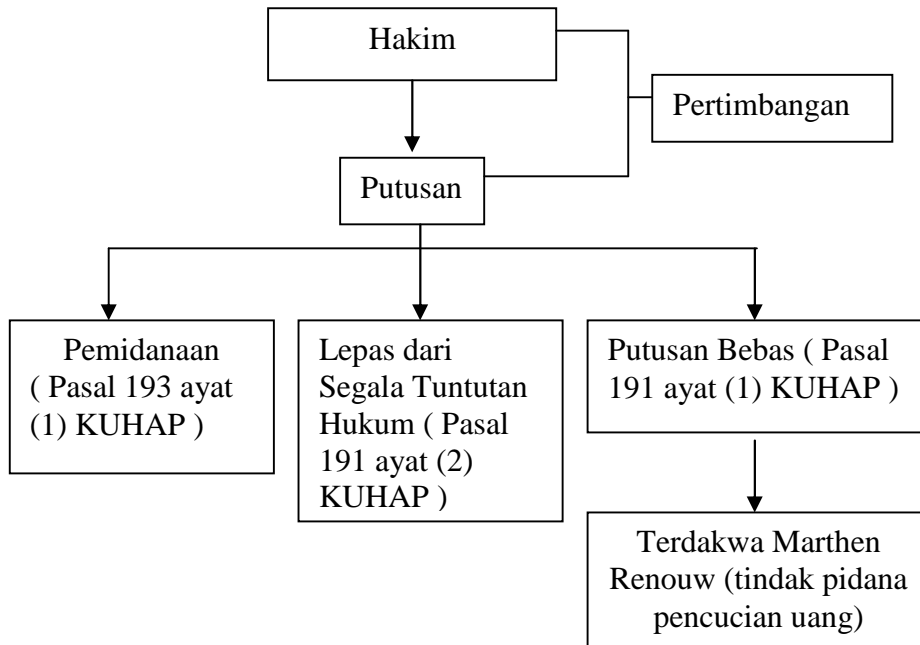 Hakim
Pertimbangan
Putusan
Pemidanaan
( Pasal 193 ayat
(1) KUHAP )
Lepas dari
Segala Tuntutan
Hukum ( Pasal
191 ayat (2)
KUHAP )
Putusan Bebas ( Pasal
191 ayat (1) KUHAP )
Terdakwa Marthen
Renouw (tindak pidana
pencucian uang)